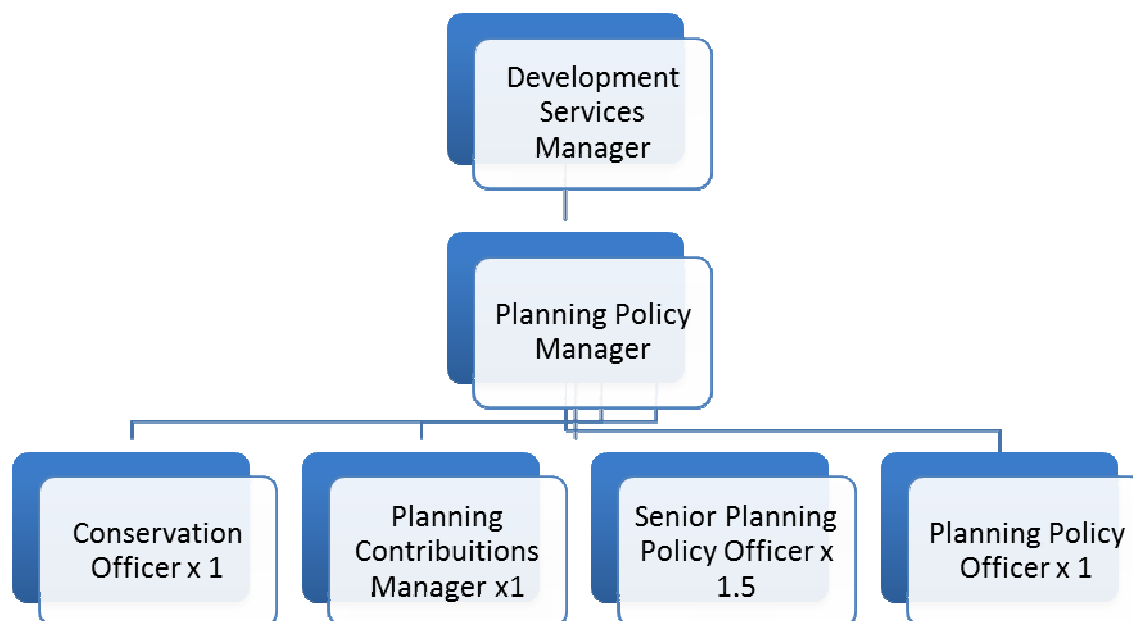 Development
Services
Manager
Planning Policy
Manager
Conservation
Officer x 1
Planning
Contribuitions
Manager x1
Senior Planning
Policy Officer x
1.5
Planning Policy
Officer x 1